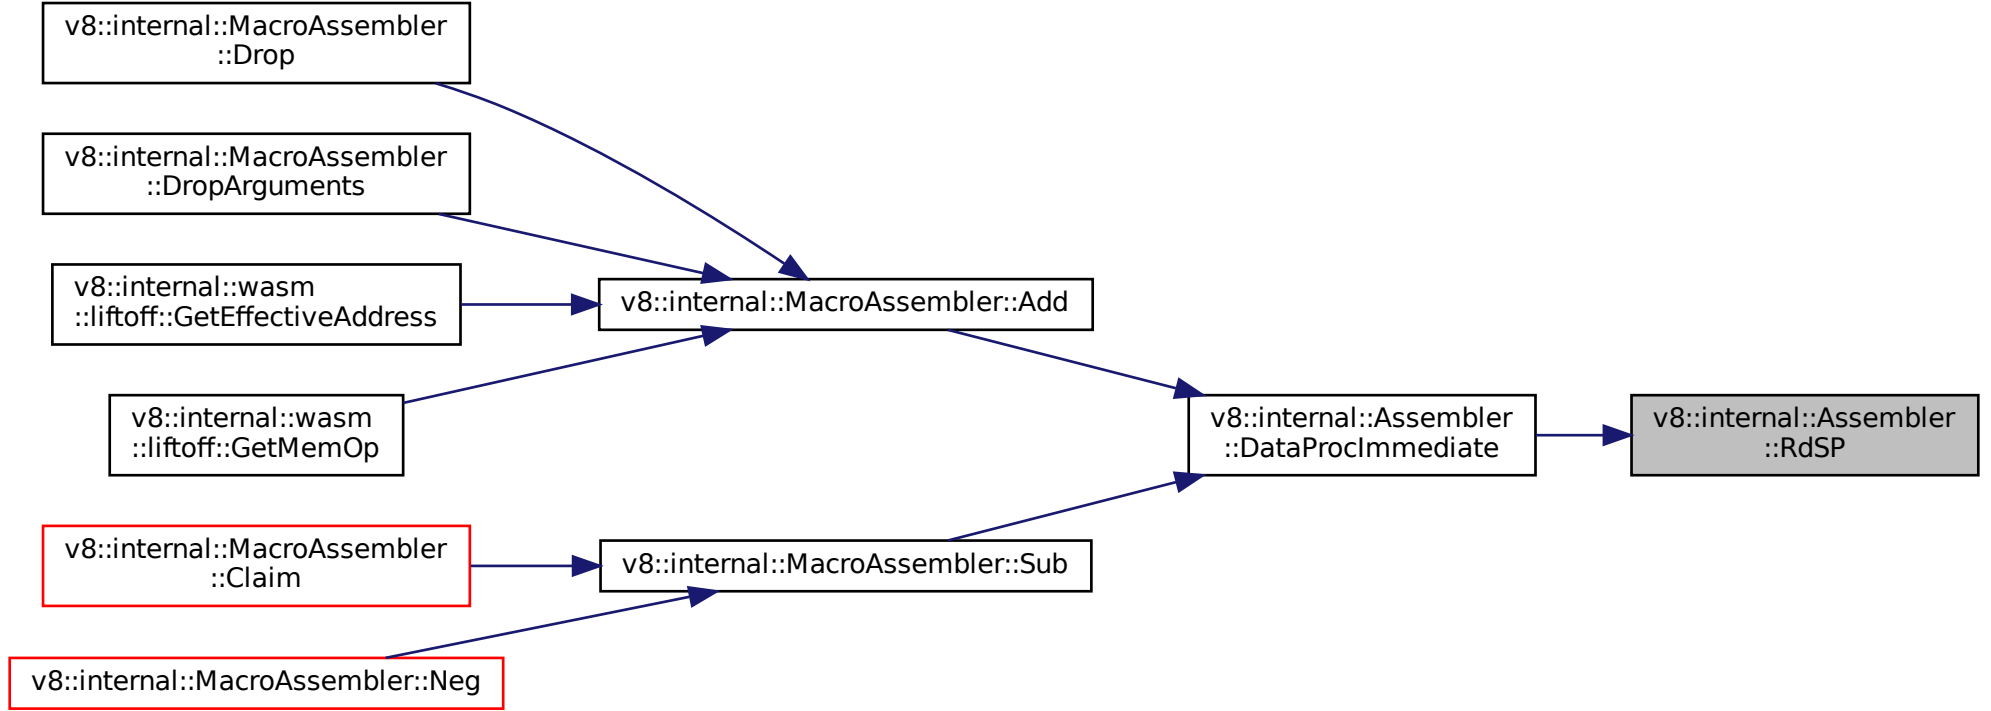 v8::internal::MacroAssembler
::Drop
v8::internal::MacroAssembler
::DropArguments
v8::internal::wasm
::liftoff::GetEffectiveAddress
v8::internal::wasm
::liftoff::GetMemOp
v8::internal::MacroAssembler
::Claim
v8::internal::MacroAssembler::Neg
v8::internal::MacroAssembler::Add
v8::internal::MacroAssembler::Sub
v8::internal::Assembler
::DataProcImmediate
v8::internal::Assembler
::RdSP